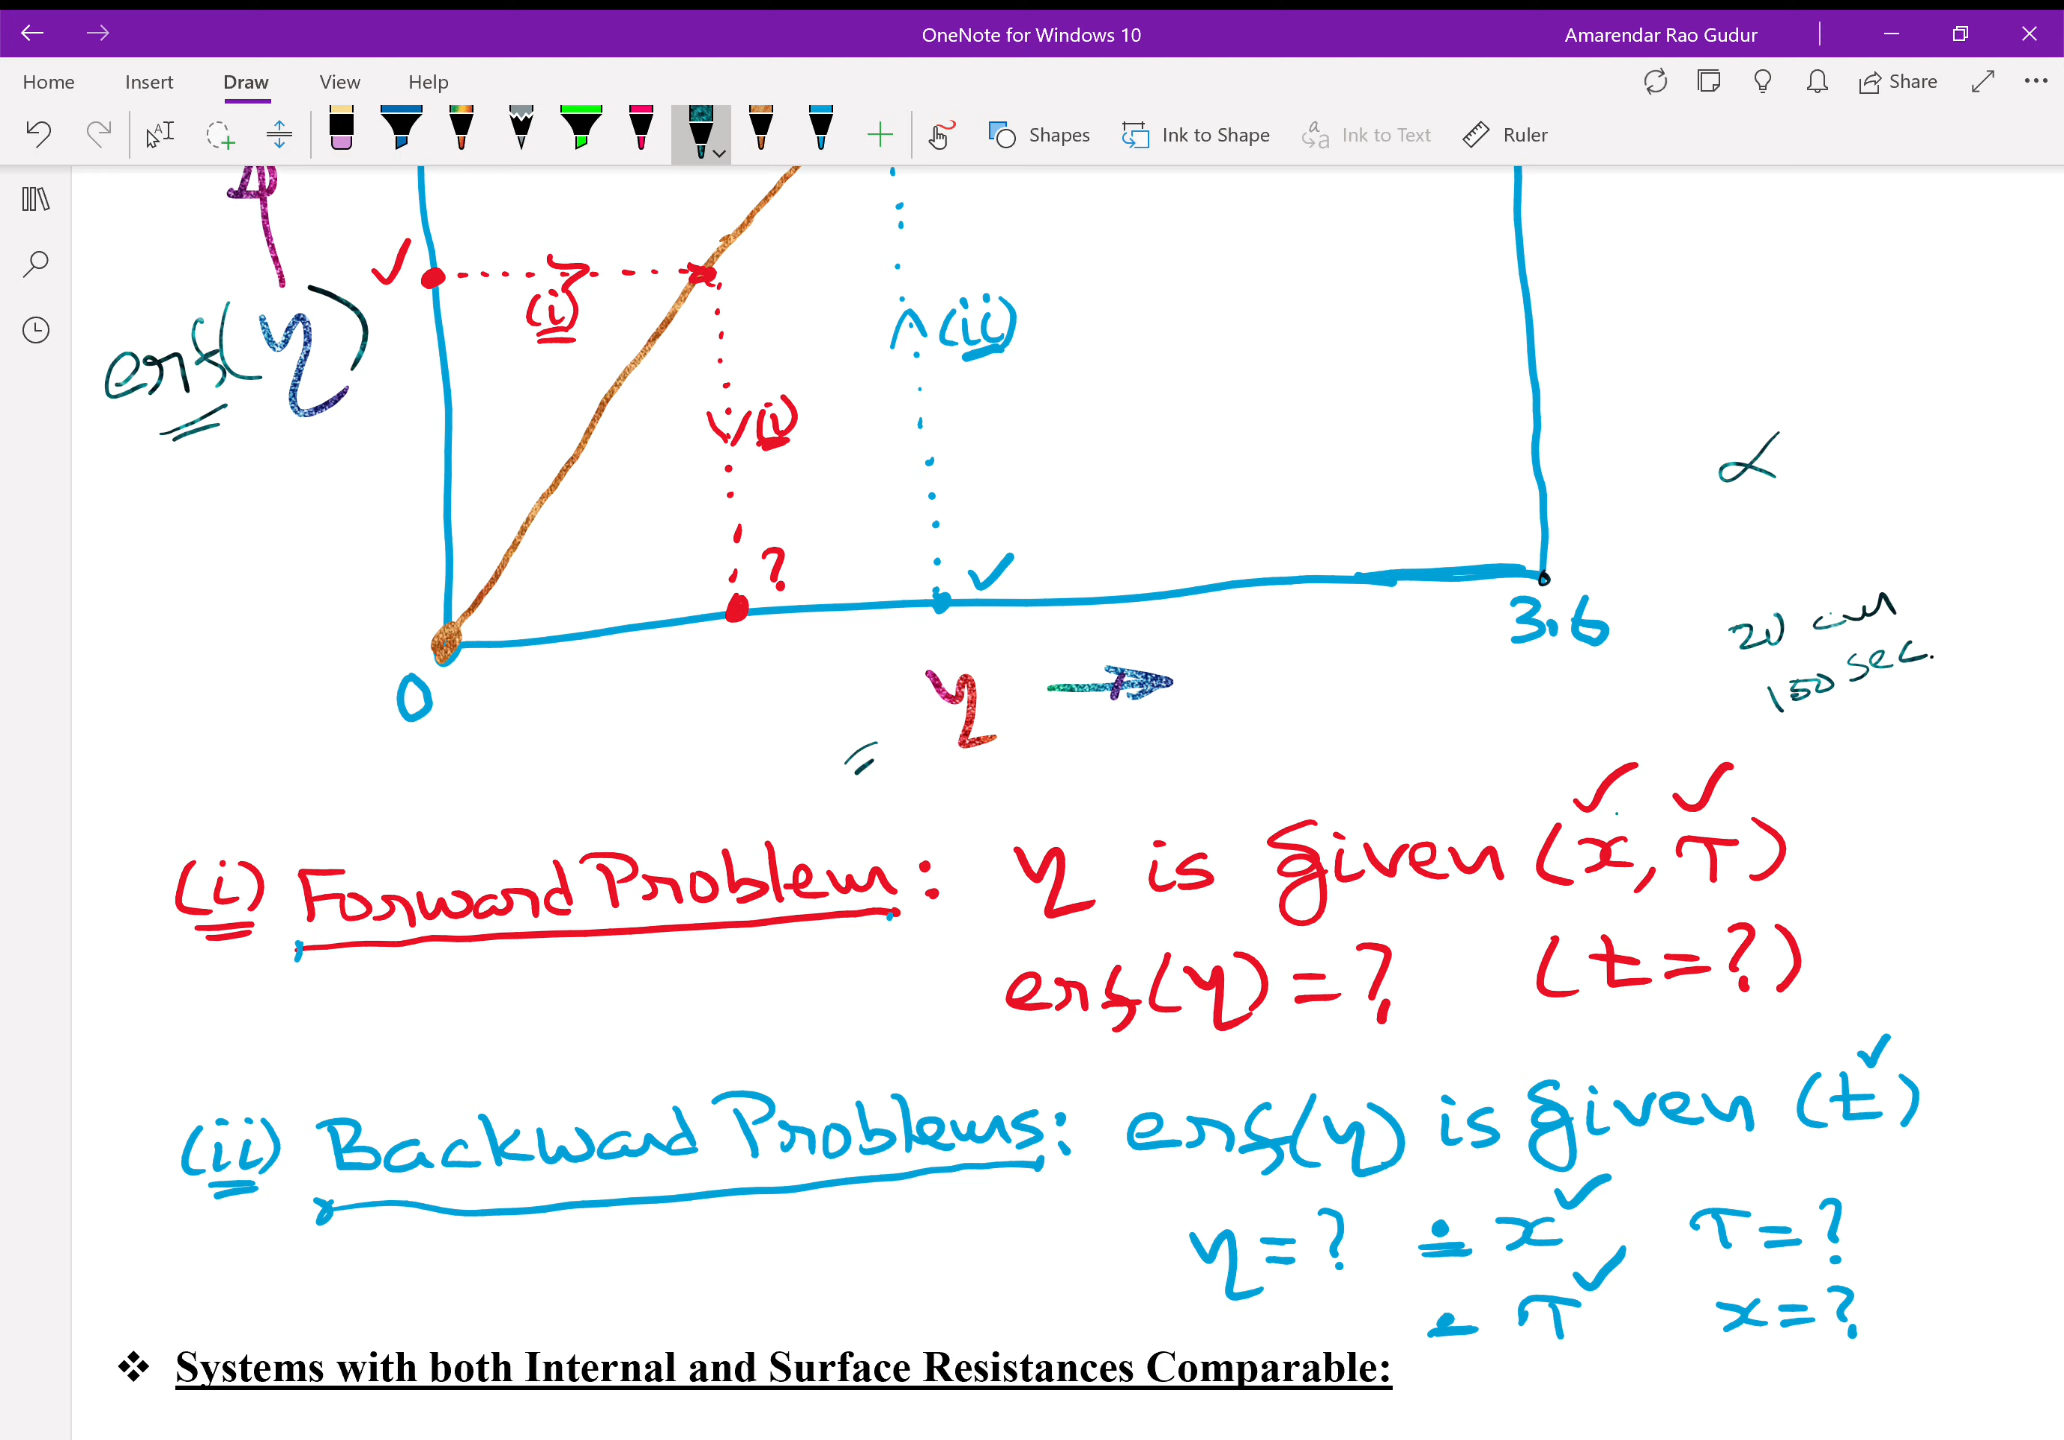 OneNote for Windows 10
Amarendar Rao Gudur
Home Insert Draw View Help
Share
Shapes Ink to Shape Ink to Text Ruler
(i)
erf(η)
(ii)
(i)
α
?
3.6
20 cm
150 sec.
0
η
=
(i) Forward Problem: η is given (x, τ)
erf(η) = ? (t = ?)
(ii) Backward Problems: erf(η) is given (t)
η = ? x τ = ?
τ x = ?
❖ Systems with both Internal and Surface Resistances Comparable: